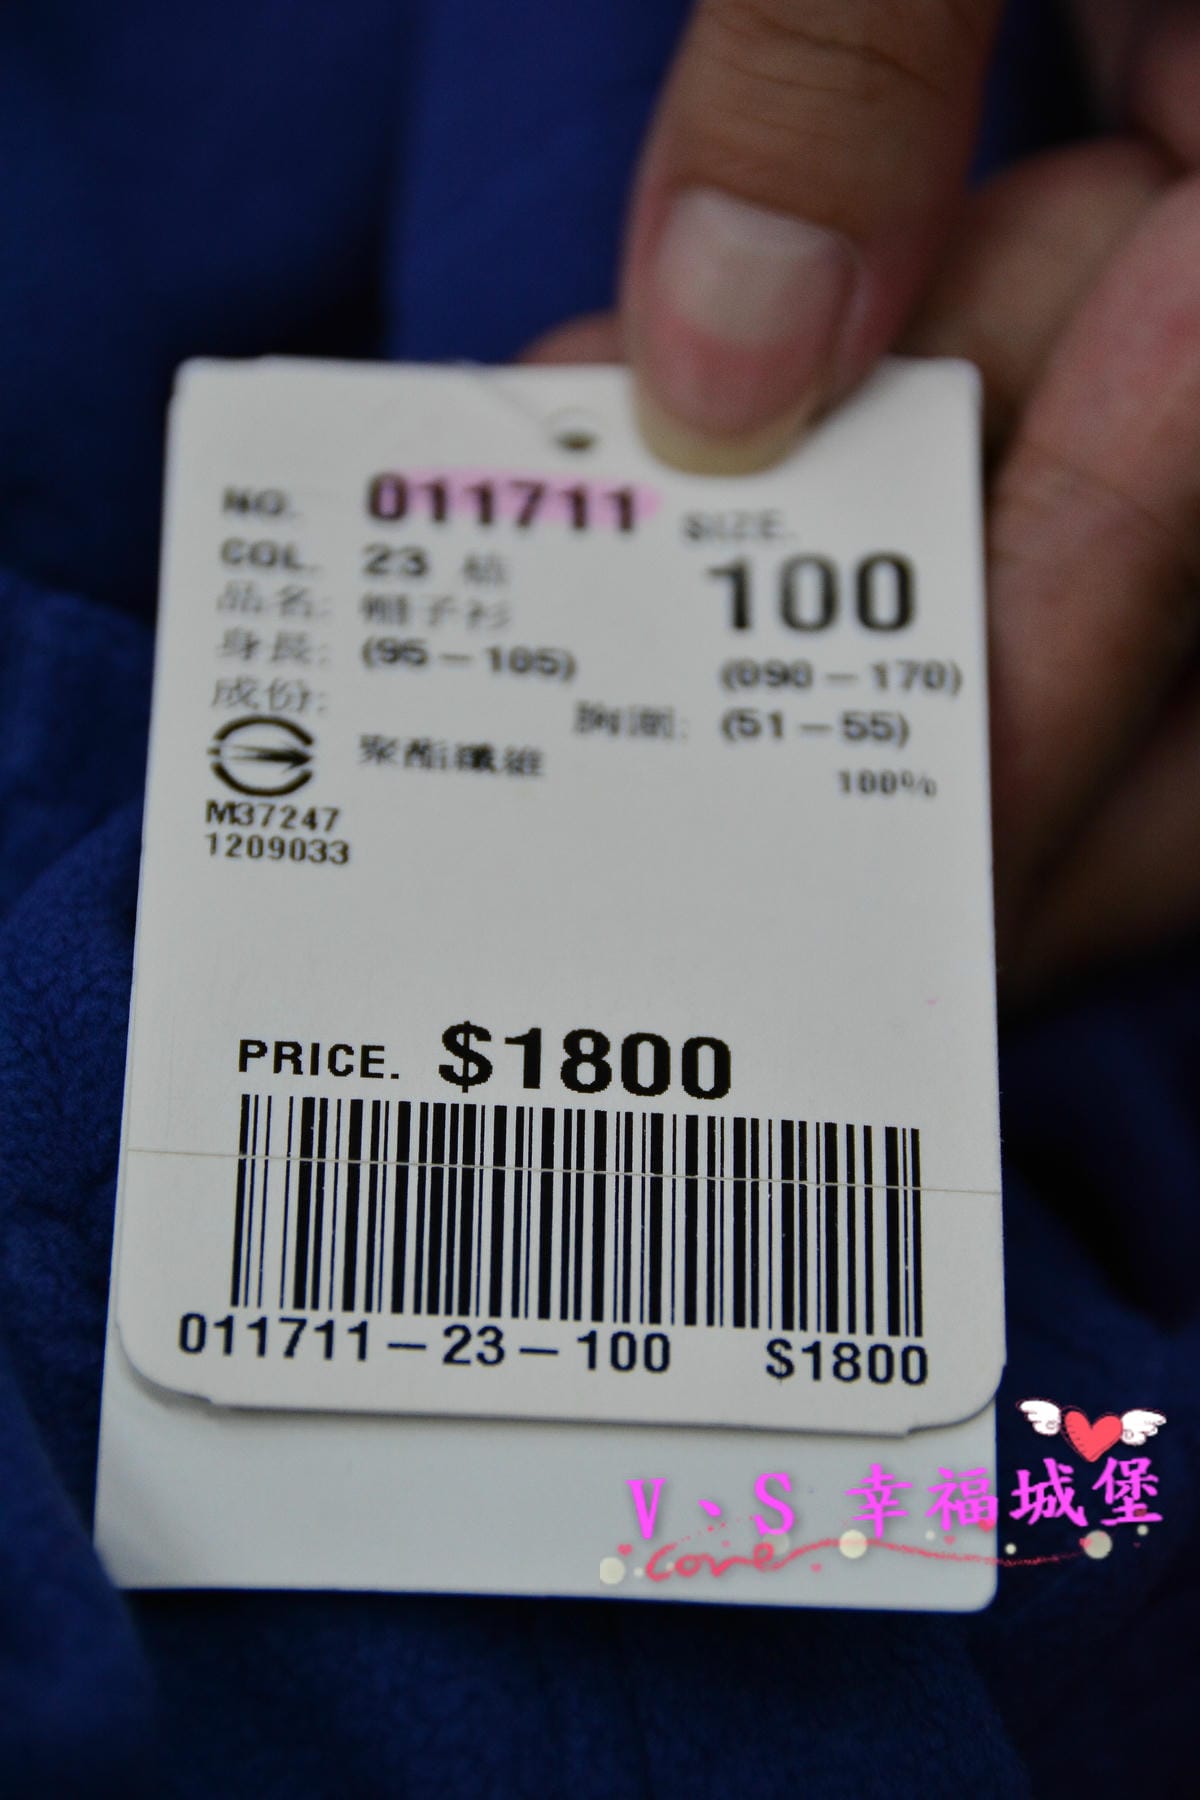 NO. 011711 SIZE.
COL. 23 桔 100
品名: 帽子衫
身長: (95-105) (090-170)
成份: 胸圍: (51-55)
聚酯纖維 100%
M37247
1209033
PRICE. $1800
011711-23-100 $1800
V、S 幸福城堡